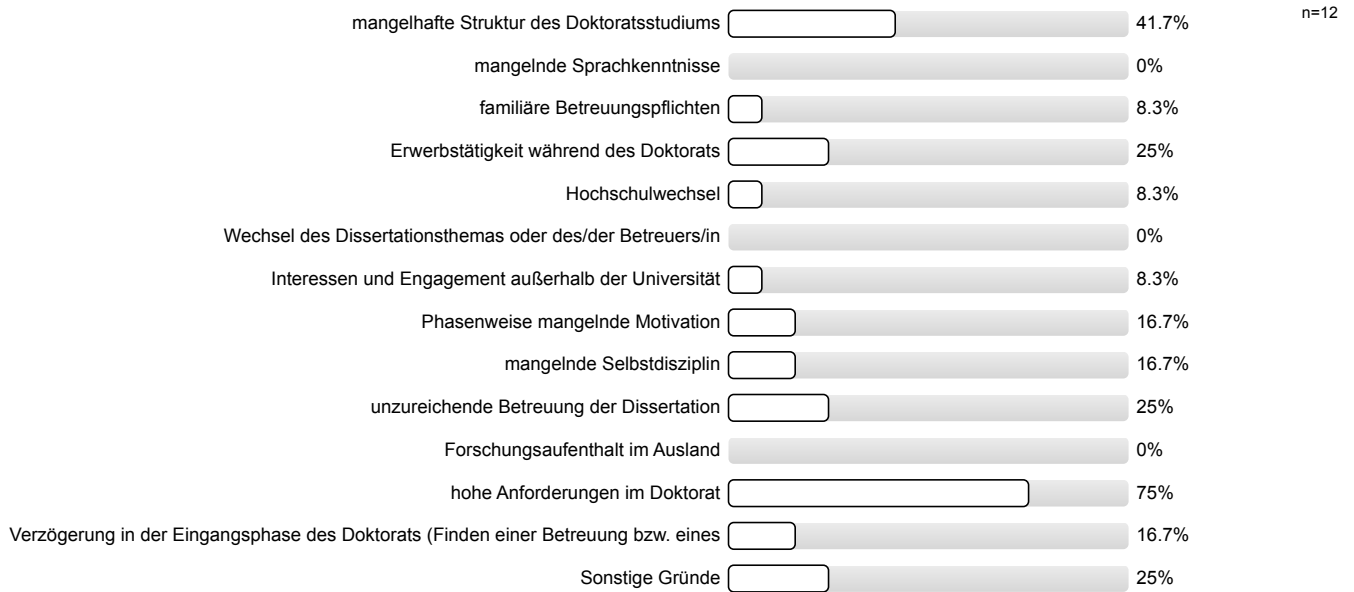 n=12
mangelhafte Struktur des Doktoratsstudiums 41.7%
mangelnde Sprachkenntnisse 0%
familiäre Betreuungspflichten 8.3%
Erwerbstätigkeit während des Doktorats 25%
Hochschulwechsel 8.3%
Wechsel des Dissertationsthemas oder des/der Betreuers/in 0%
Interessen und Engagement außerhalb der Universität 8.3%
Phasenweise mangelnde Motivation 16.7%
mangelnde Selbstdisziplin 16.7%
unzureichende Betreuung der Dissertation 25%
Forschungsaufenthalt im Ausland 0%
hohe Anforderungen im Doktorat 75%
Verzögerung in der Eingangsphase des Doktorats (Finden einer Betreuung bzw. eines 16.7%
Sonstige Gründe 25%